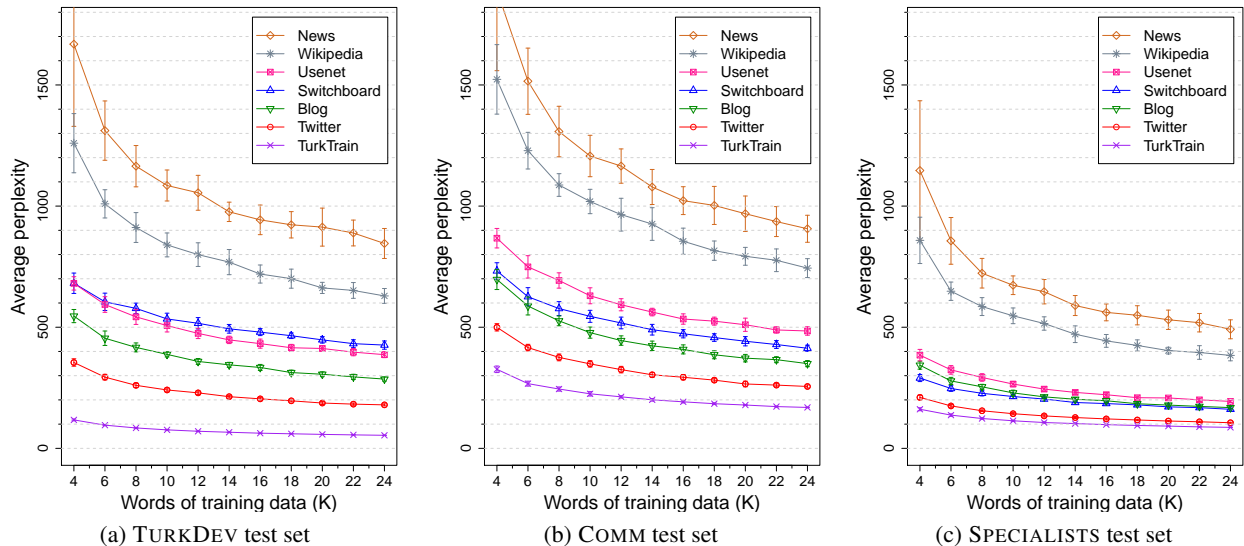 News
Wikipedia
Usenet
Switchboard
Blog
Twitter
TurkTrain
Average perplexity
0
500
1000
1500
4 6 8 10 12 14 16 18 20 22 24
Words of training data (K)
(a) TURKDEV test set
News
Wikipedia
Usenet
Switchboard
Blog
Twitter
TurkTrain
Average perplexity
0
500
1000
1500
4 6 8 10 12 14 16 18 20 22 24
Words of training data (K)
(b) COMM test set
News
Wikipedia
Usenet
Switchboard
Blog
Twitter
TurkTrain
Average perplexity
0
500
1000
1500
4 6 8 10 12 14 16 18 20 22 24
Words of training data (K)
(c) SPECIALISTS test set